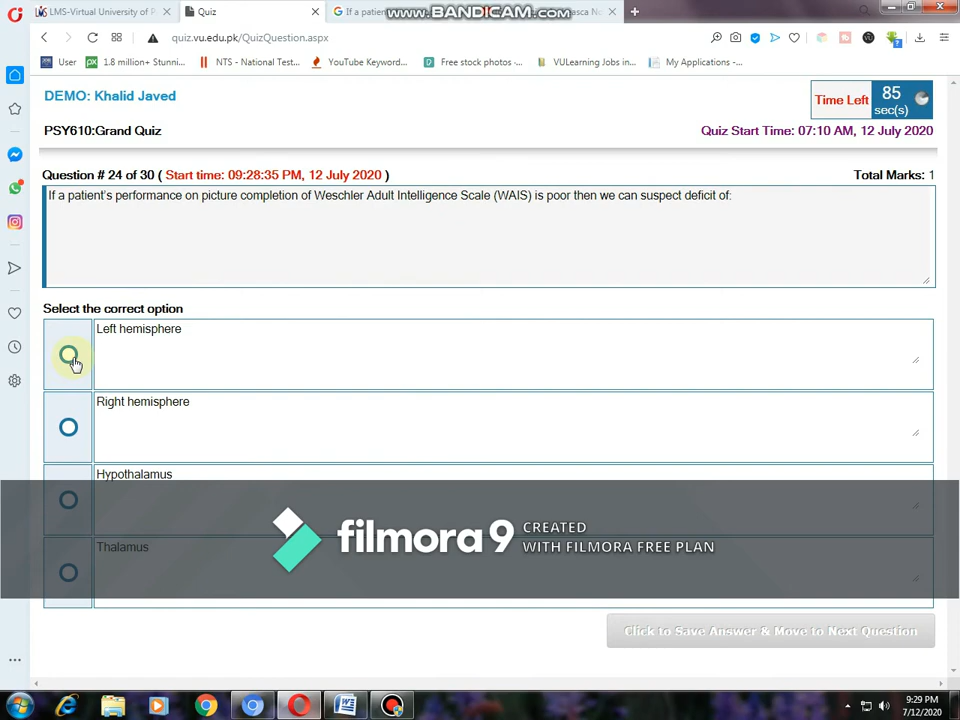 LMS-Virtual University of P
Quiz
If a patien
asca Ne
www.BANDICAM.com
quiz.vu.edu.pk/QuizQuestion.aspx
User
1.8 million+ Stunni...
NTS - National Test...
YouTube Keyword...
Free stock photos -...
VULearning Jobs in...
My Applications -...
DEMO: Khalid Javed
Time Left
85
sec(s)
PSY610:Grand Quiz
Quiz Start Time: 07:10 AM, 12 July 2020
Question # 24 of 30 ( Start time: 09:28:35 PM, 12 July 2020 )
Total Marks: 1
If a patient's performance on picture completion of Weschler Adult Intelligence Scale (WAIS) is poor then we can suspect deficit of:
Select the correct option
Left hemisphere
Right hemisphere
Hypothalamus
Thalamus
filmora9
CREATED
WITH FILMORA FREE PLAN
Click to Save Answer & Move to Next Question
9:29 PM
7/12/2020